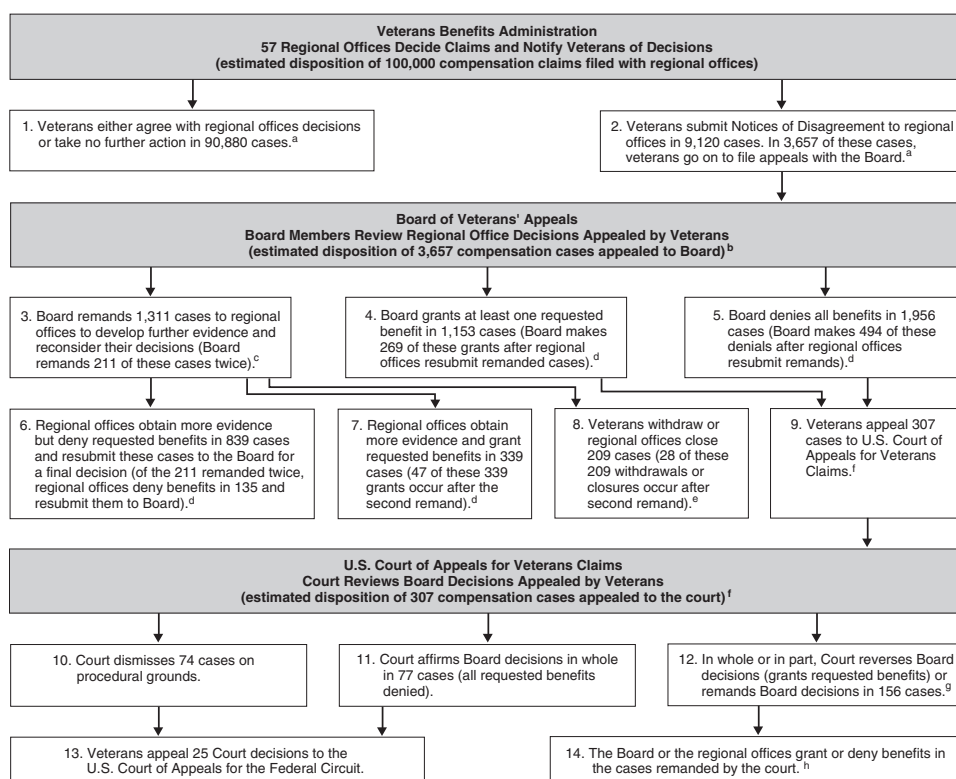 Veterans Benefits Administration
57 Regional Offices Decide Claims and Notify Veterans of Decisions
(estimated disposition of 100,000 compensation claims filed with regional offices)
1. Veterans either agree with regional offices decisions
or take no further action in 90,880 cases.a
2. Veterans submit Notices of Disagreement to regional
offices in 9,120 cases. In 3,657 of these cases,
veterans go on to file appeals with the Board.a
Board of Veterans' Appeals
Board Members Review Regional Office Decisions Appealed by Veterans
(estimated disposition of 3,657 compensation cases appealed to Board)b
3. Board remands 1,311 cases to regional
offices to develop further evidence and
reconsider their decisions (Board
remands 211 of these cases twice).c
4. Board grants at least one requested
benefit in 1,153 cases (Board makes
269 of these grants after regional
offices resubmit remanded cases).d
5. Board denies all benefits in 1,956
cases (Board makes 494 of these
denials after regional offices
resubmit remands).d
6. Regional offices obtain more evidence
but deny requested benefits in 839 cases
and resubmit these cases to the Board for
a final decision (of the 211 remanded twice,
regional offices deny benefits in 135 and
resubmit them to Board).d
7. Regional offices obtain
more evidence and grant
requested benefits in 339
cases (47 of these 339
grants occur after the
second remand).d
8. Veterans withdraw or
regional offices close
209 cases (28 of these
209 withdrawals or
closures occur after
second remand).e
9. Veterans appeal 307
cases to U.S. Court of
Appeals for Veterans
Claims.f
U.S. Court of Appeals for Veterans Claims
Court Reviews Board Decisions Appealed by Veterans
(estimated disposition of 307 compensation cases appealed to the court) f
10. Court dismisses 74 cases on
procedural grounds.
11. Court affirms Board decisions in whole
in 77 cases (all requested benefits
denied).
12. In whole or in part, Court reverses Board
decisions (grants requested benefits) or
remands Board decisions in 156 cases.g
13. Veterans appeal 25 Court decisions to the
U.S. Court of Appeals for the Federal Circuit.
14. The Board or the regional offices grant or deny benefits in
the cases remanded by the court. h